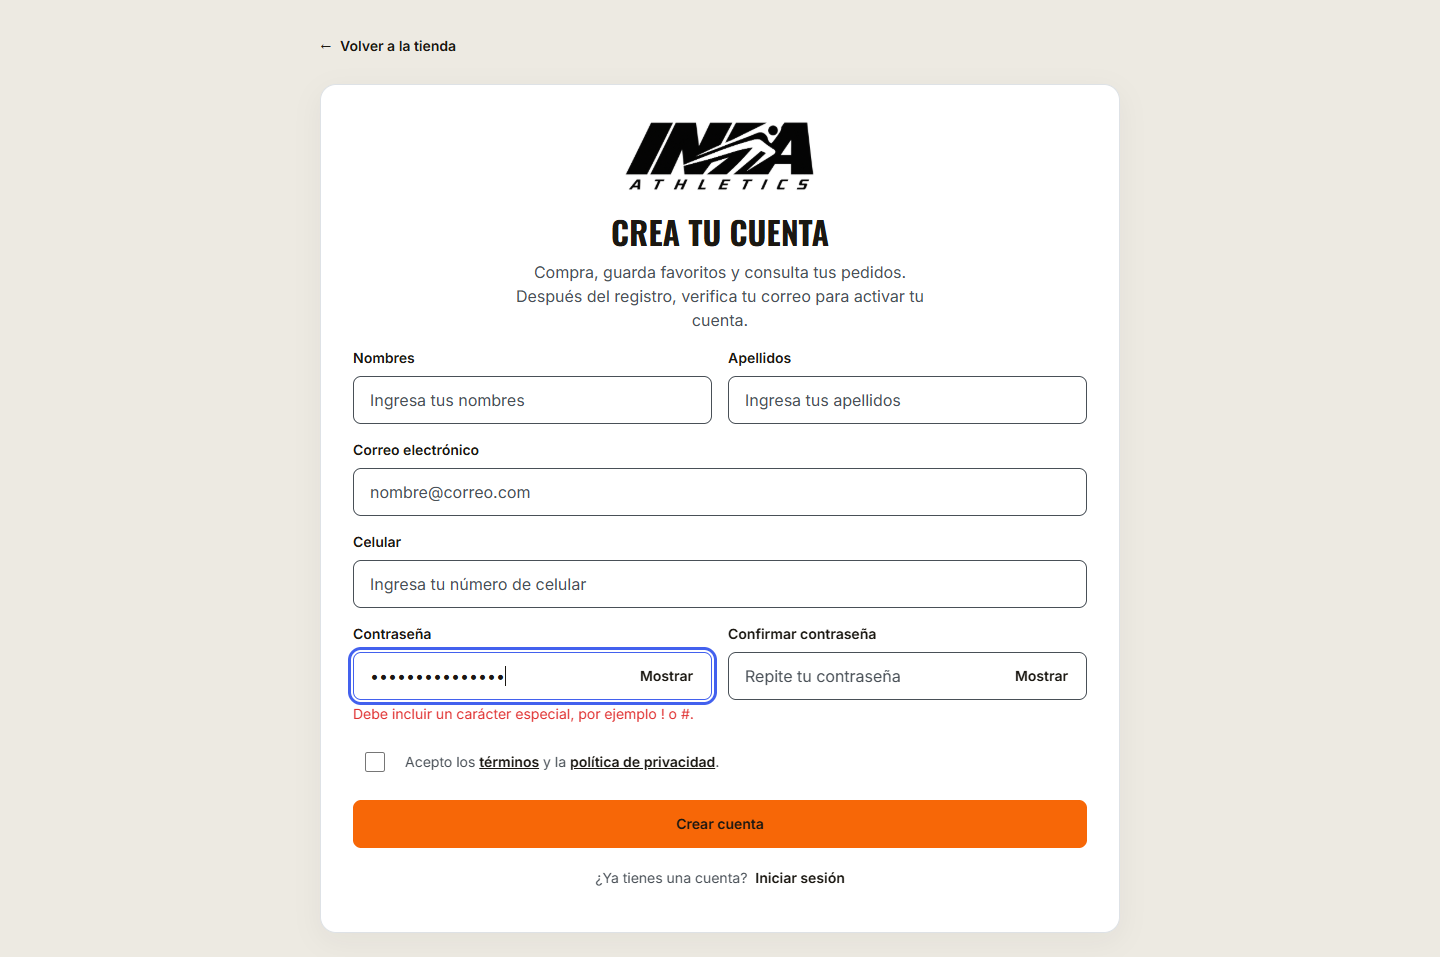 ← Volver a la tienda
INTA
ATHLETICS
CREA TU CUENTA
Compra, guarda favoritos y consulta tus pedidos.
Después del registro, verifica tu correo para activar tu
cuenta.
Nombres
Apellidos
Ingresa tus nombres
Ingresa tus apellidos
Correo electrónico
nombre@correo.com
Celular
Ingresa tu número de celular
Contraseña
Confirmar contraseña
••••••••••••••• Mostrar
Repite tu contraseña Mostrar
Debe incluir un carácter especial, por ejemplo ! o #.
Acepto los términos y la política de privacidad.
Crear cuenta
¿Ya tienes una cuenta? Iniciar sesión